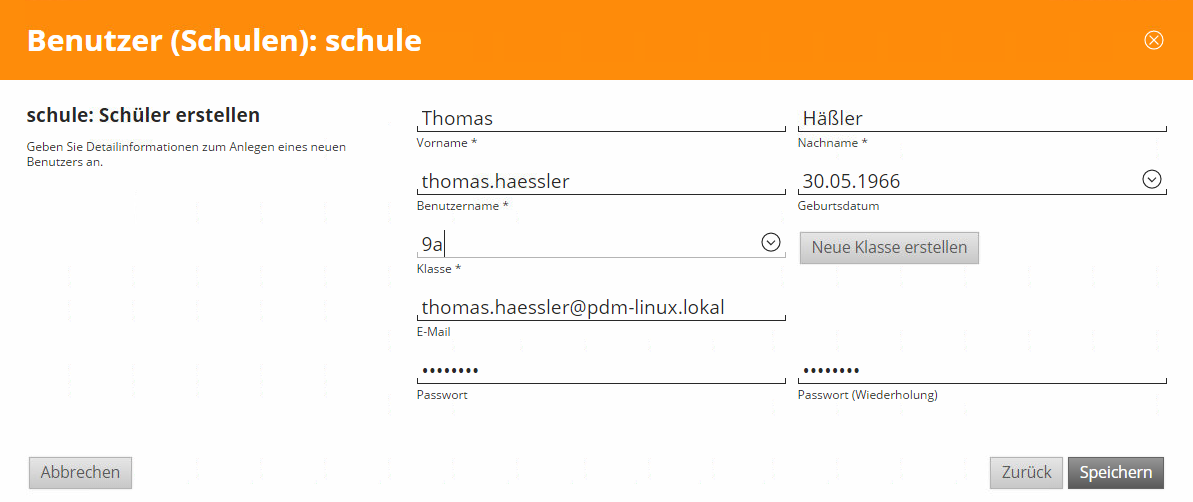 Benutzer (Schulen): schule
schule: Schüler erstellen
Geben Sie Detailinformationen zum Anlegen eines neuen
Benutzers an.
Thomas
Häßler
Vorname *
Nachname *
thomas.haessler
30.05.1966
Benutzername *
Geburtsdatum
9a
Neue Klasse erstellen
Klasse *
thomas.haessler@pdm-linux.lokal
E-Mail
••••••••
••••••••
Passwort
Passwort (Wiederholung)
Abbrechen
Zurück
Speichern